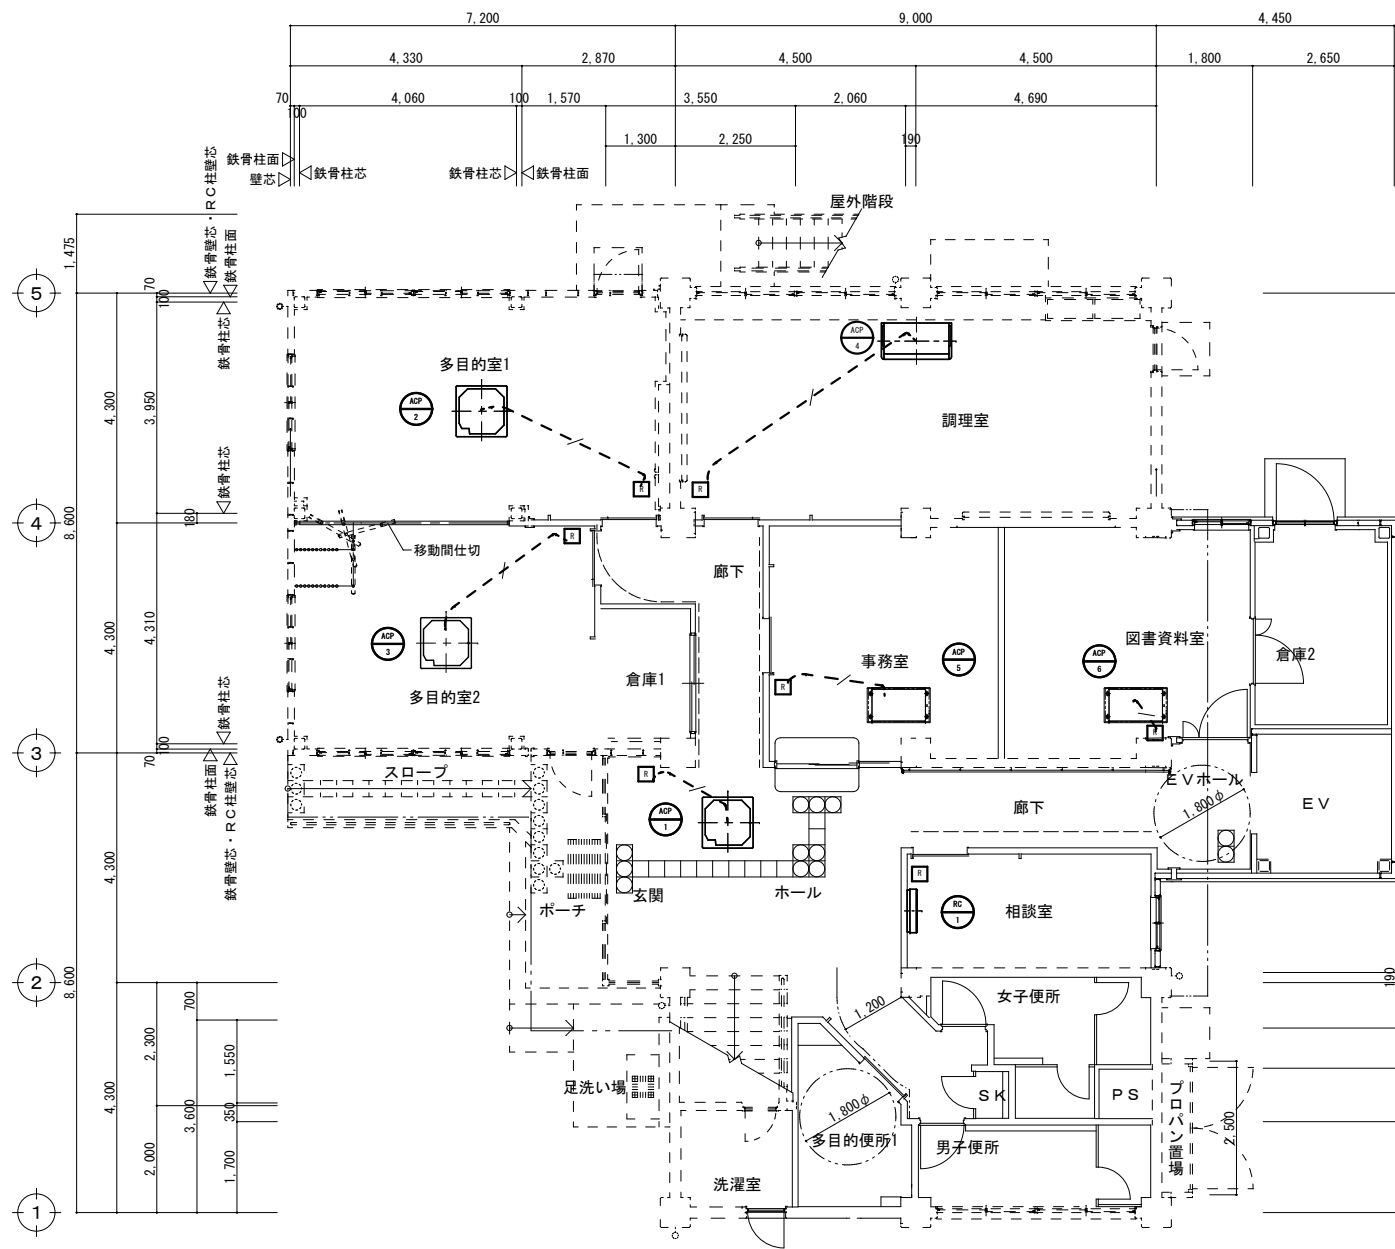 7,200
9,000
4,450
4,330
2,870
4,500
4,500
1,800
2,650
70
100
4,060
100
1,570
3,550
2,060
4,690
1,300
2,250
190
鉄骨柱面
壁芯
鉄骨柱芯
鉄骨柱芯
鉄骨柱面
屋外階段
鉄骨壁芯・RC柱壁芯
鉄骨柱面
鉄骨柱芯
1,475
70
100
5
ACP
4
多目的室1
ACP
2
調理室
4,300
3,950
8,600
鉄骨柱芯
180
R
R
4
移動間仕切
R
廊下
ACP
3
多目的室2
倉庫1
事務室
ACP
5
ACP
6
図書資料室
倉庫2
R
R
4,300
4,310
鉄骨柱芯
100
70
3
鉄骨柱面
鉄骨壁芯・RC柱壁芯
スロープ
R
ACP
1
廊下
EVホール
1,800φ
EV
4,300
ポーチ
玄関
ホール
R
RC
1
相談室
2
8,600
190
700
2,300
1,550
3,600
4,300
350
2,000
1,700
1,200
女子便所
足洗い場
1,800φ
SK
PS
プロパン置場
2,500
多目的便所1
男子便所
洗濯室
1